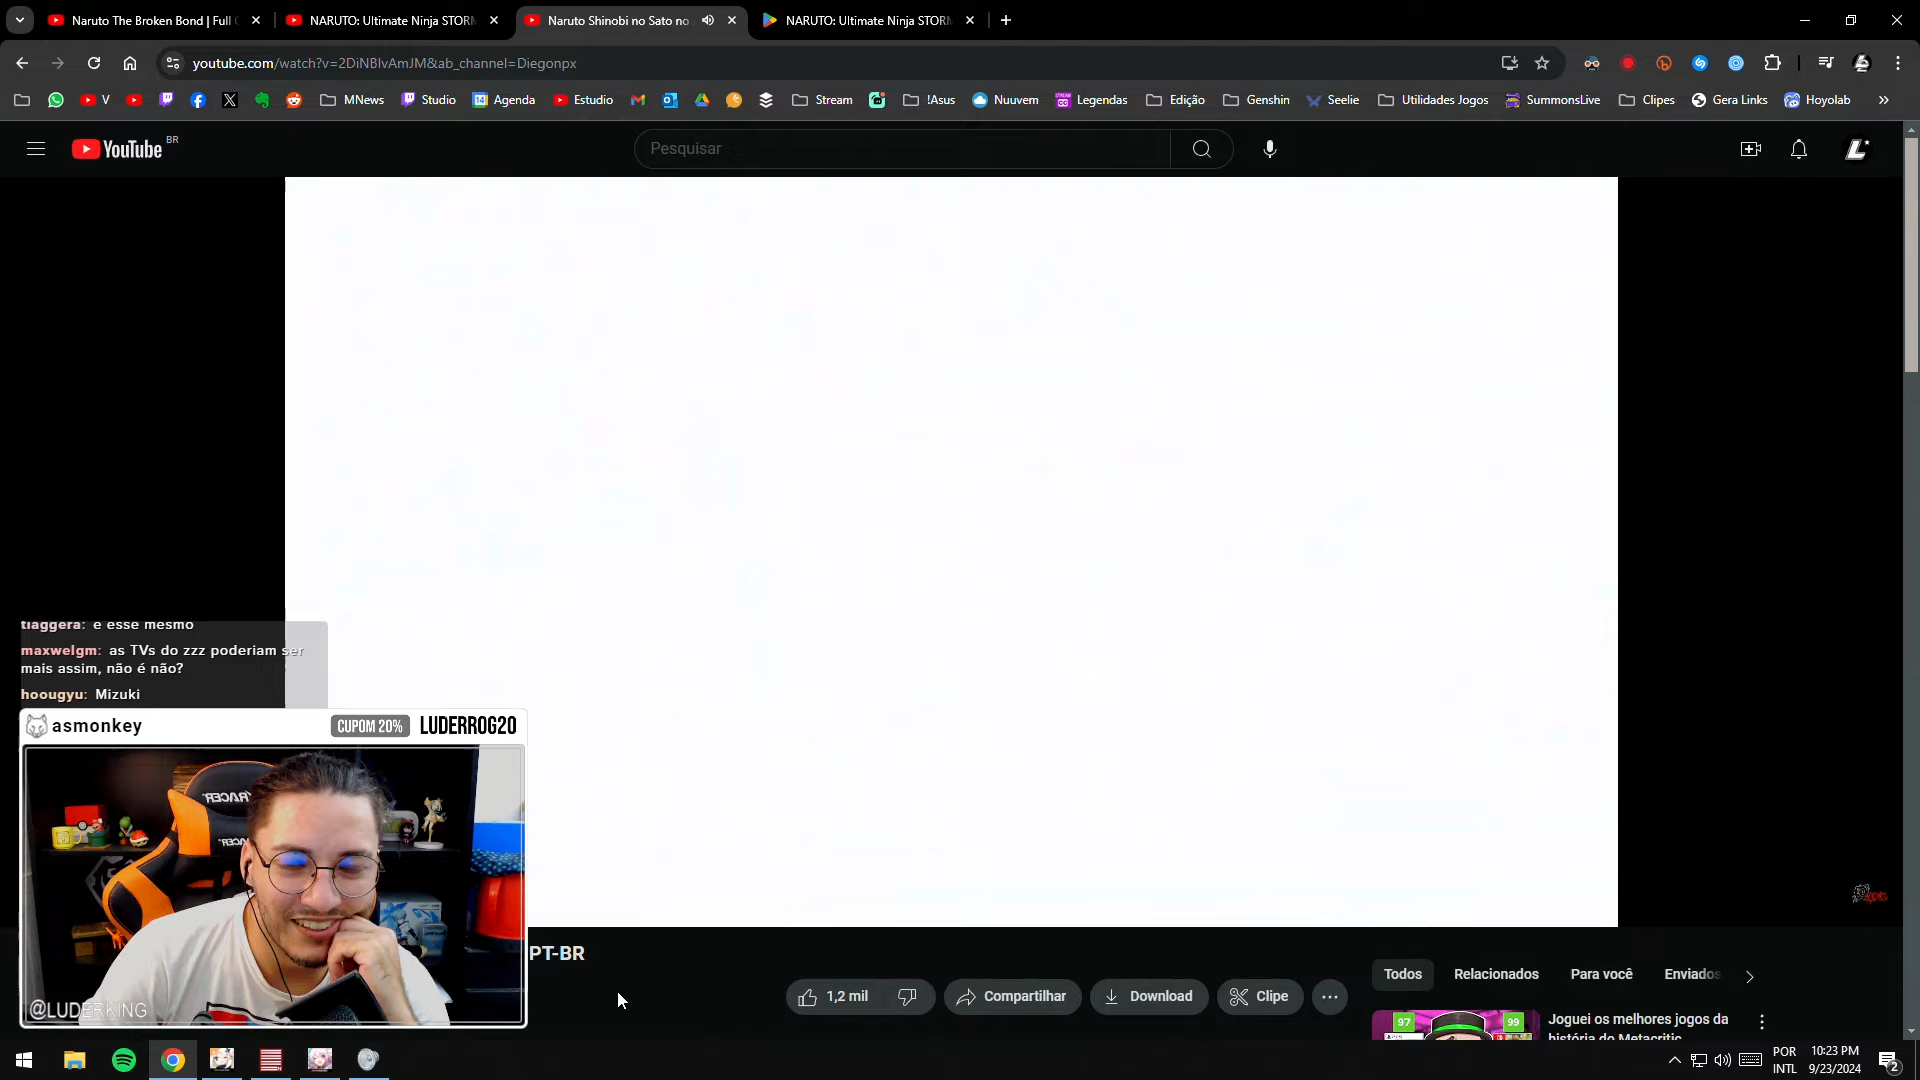 Naruto The Broken Bond | Full
NARUTO: Ultimate Ninja STORM
Naruto Shinobi no Sato no
NARUTO: Ultimate Ninja STORM
youtube.com/watch?v=2DiNBIvAmJM&ab_channel=Diegonpx
V
MNews
Studio
Agenda
Estudio
Stream
!Asus
Nuuvem
Legendas
Edição
Genshin
Seelie
Utilidades Jogos
SummonsLive
Clipes
Gera Links
Hoyolab
YouTube BR
Pesquisar
tiaggera: e esse mesmo
maxwelgm: as TVs do zzz poderiam ser
mais assim, não é não?
hoougyu: Mizuki
asmonkey
CUPOM 20%
LUDERROG20
@LUDERKING
PT-BR
1,2 mil
Compartilhar
Download
Clipe
Todos
Relacionados
Para você
Enviados
97
99
Joguei os melhores jogos da
história do Metacritic
POR
INTL
10:23 PM
9/23/2024
2